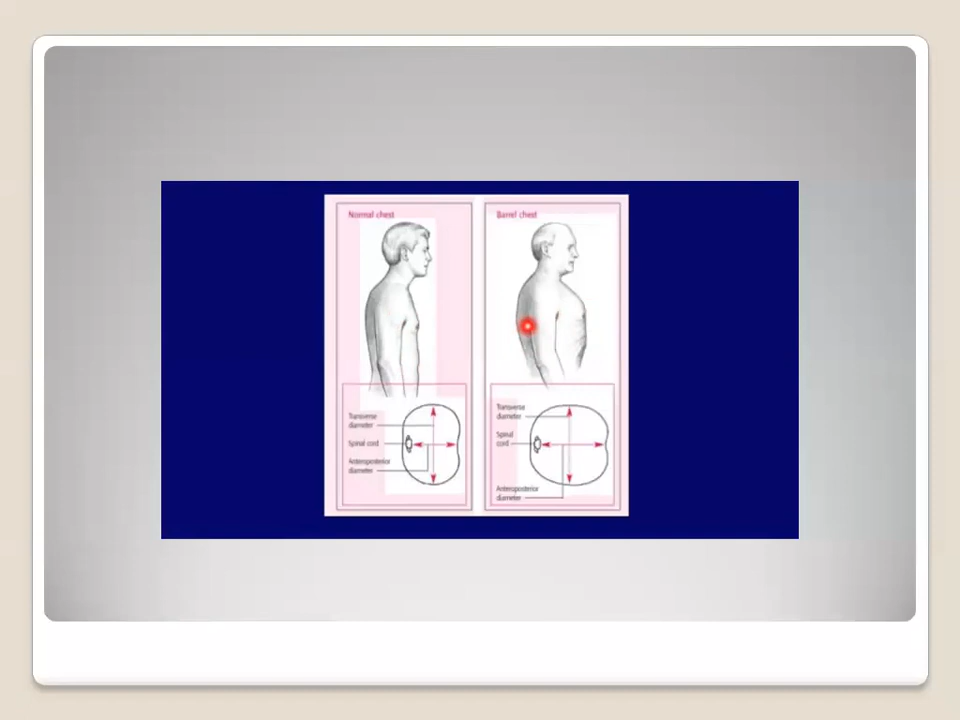 Normal chest
Transverse
diameter
Spinal cord
Anteroposterior
diameter
Barrel chest
Transverse
diameter
Spinal
cord
Anteroposterior
diameter